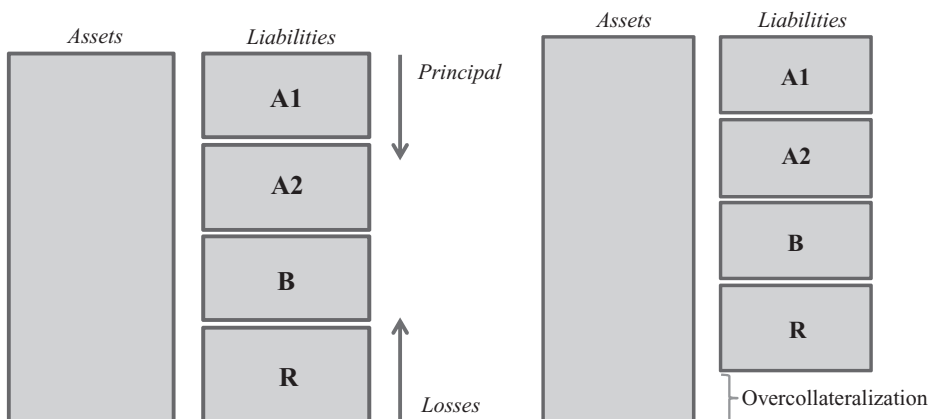 Assets
Liabilities
A1
A2
B
R
Principal
Losses
Assets
Liabilities
A1
A2
B
R
Overcollateralization